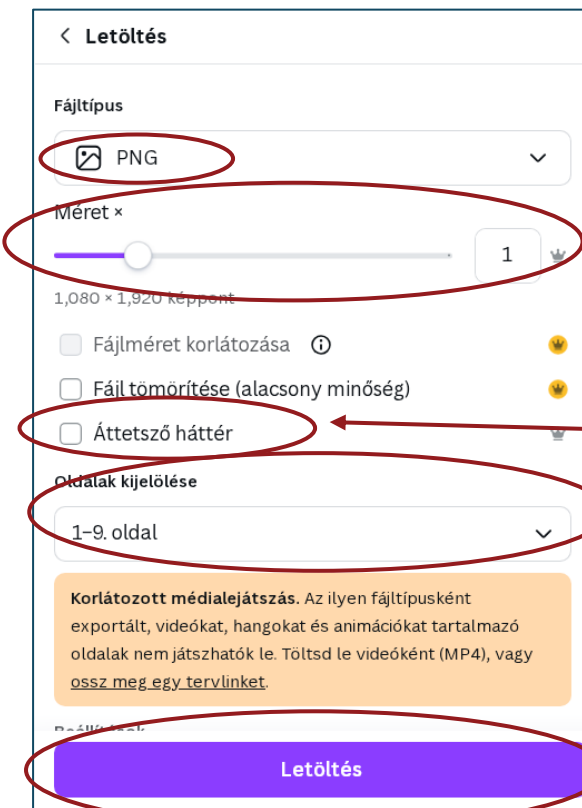 Letöltés
Fájltípus
PNG
Méret ×
1
1,080 × 1,920 képpont
Fájlméret korlátozása
Fájl tömörítése (alacsony minőség)
Áttetsző háttér
Oldalak kijelölése
1–9. oldal
Korlátozott médialejátszás. Az ilyen fájltípusként
exportált, videókat, hangokat és animációkat tartalmazó
oldalak nem játszhatók le. Töltsd le videóként (MP4), vagy
ossz meg egy tervlinket.
Beállítások
Letöltés